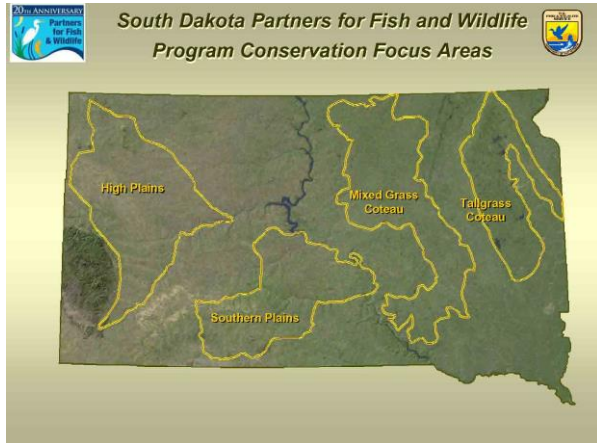 20TH ANNIVERSARY
Partners
for Fish
& Wildlife
South Dakota Partners for Fish and Wildlife
Program Conservation Focus Areas
High Plains
Mixed Grass
Coteau
Tallgrass
Coteau
Southern Plains